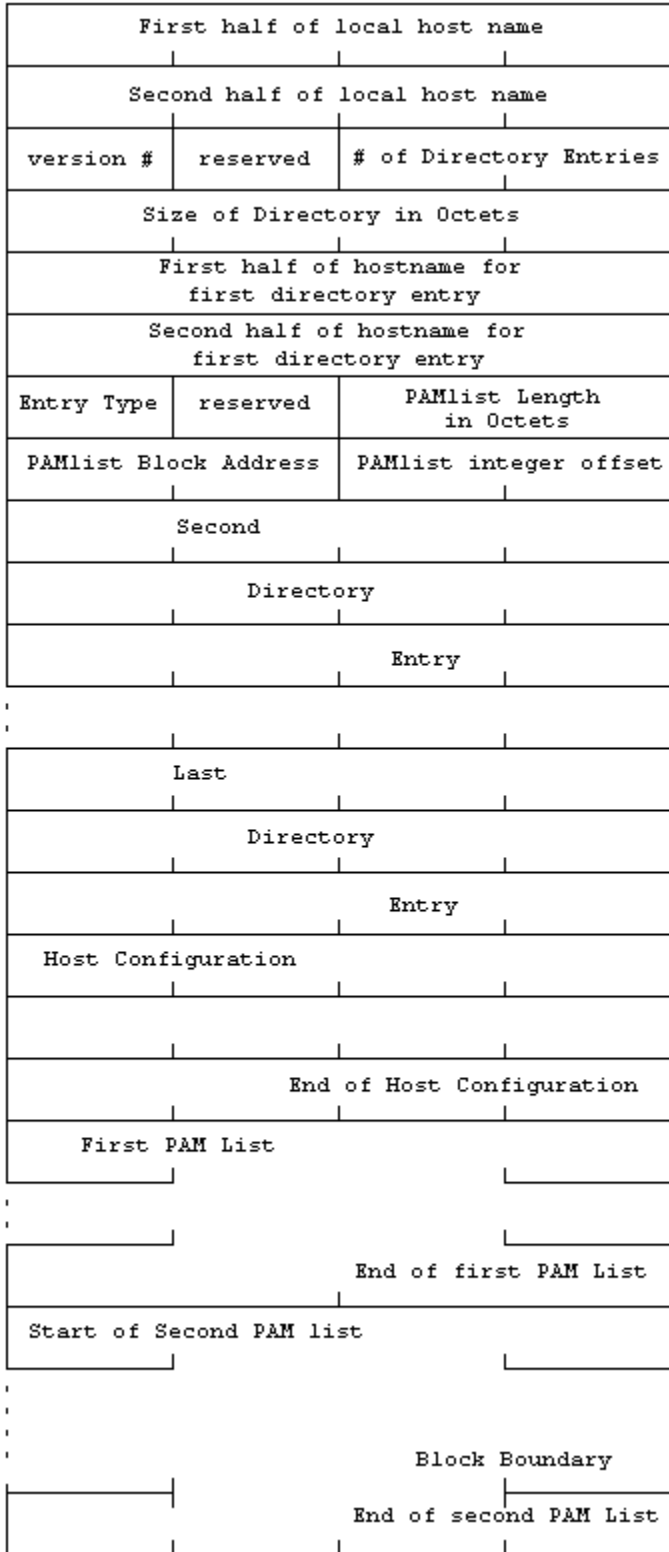 First half of local host name
Second half of local host name
version # reserved # of Directory Entries
Size of Directory in Octets
First half of hostname for
first directory entry
Second half of hostname for
first directory entry
Entry Type reserved PAMlist Length
in Octets
PAMlist Block Address PAMlist integer offset
Second
Directory
Entry
Last
Directory
Entry
Host Configuration
End of Host Configuration
First PAM List
End of first PAM List
Start of Second PAM list
Block Boundary
End of second PAM List